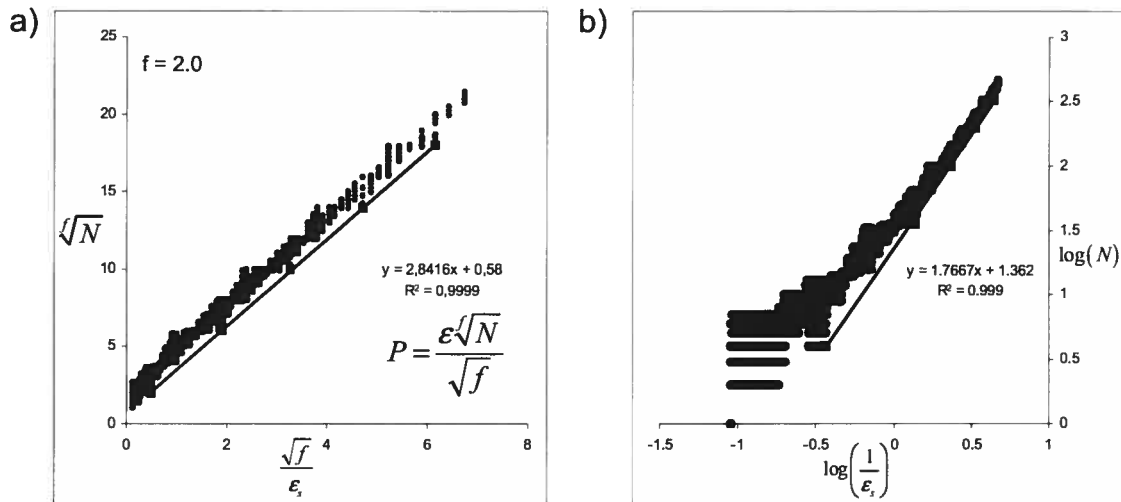 a)
f = 2.0
25
20
15
10
5
0
0 2 4 6 8
ᶠ√N
√f / εₛ
y = 2,8416x + 0,58
R² = 0,9999
P = εᶠ√N / √f
b)
3
2.5
2
1.5
1
0.5
0
log(N)
y = 1.7667x + 1.362
R² = 0.999
-1.5 -1 -0.5 0 0.5 1
log(1/εₛ)